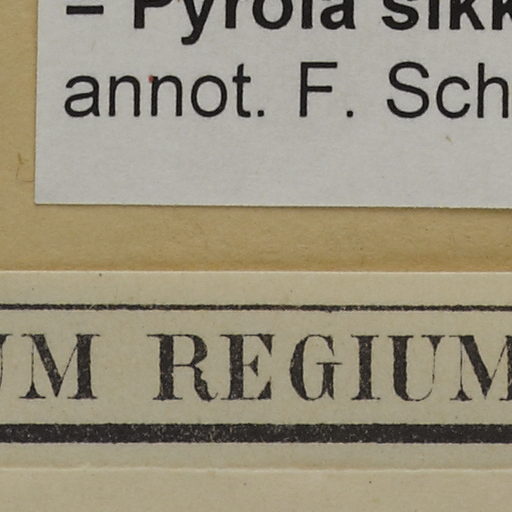 = Pyrola sikk
annot. F. Sch
UM REGIUM